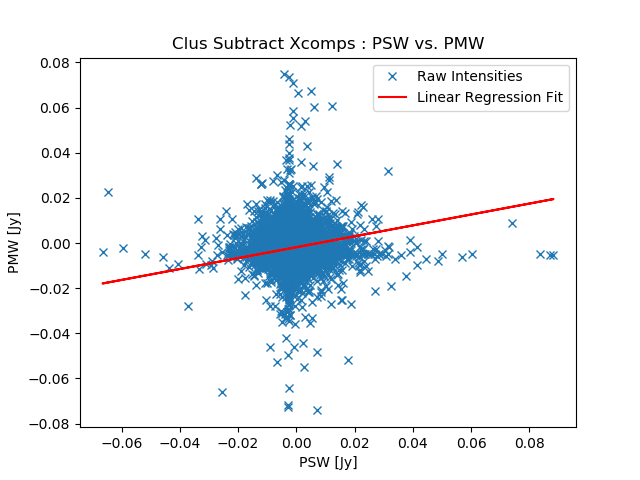 Clus Subtract Xcomps : PSW vs. PMW
Raw Intensities
Linear Regression Fit
PMW [Jy]
0.08
0.06
0.04
0.02
0.00
−0.02
−0.04
−0.06
−0.08
−0.06 −0.04 −0.02 0.00 0.02 0.04 0.06 0.08
PSW [Jy]